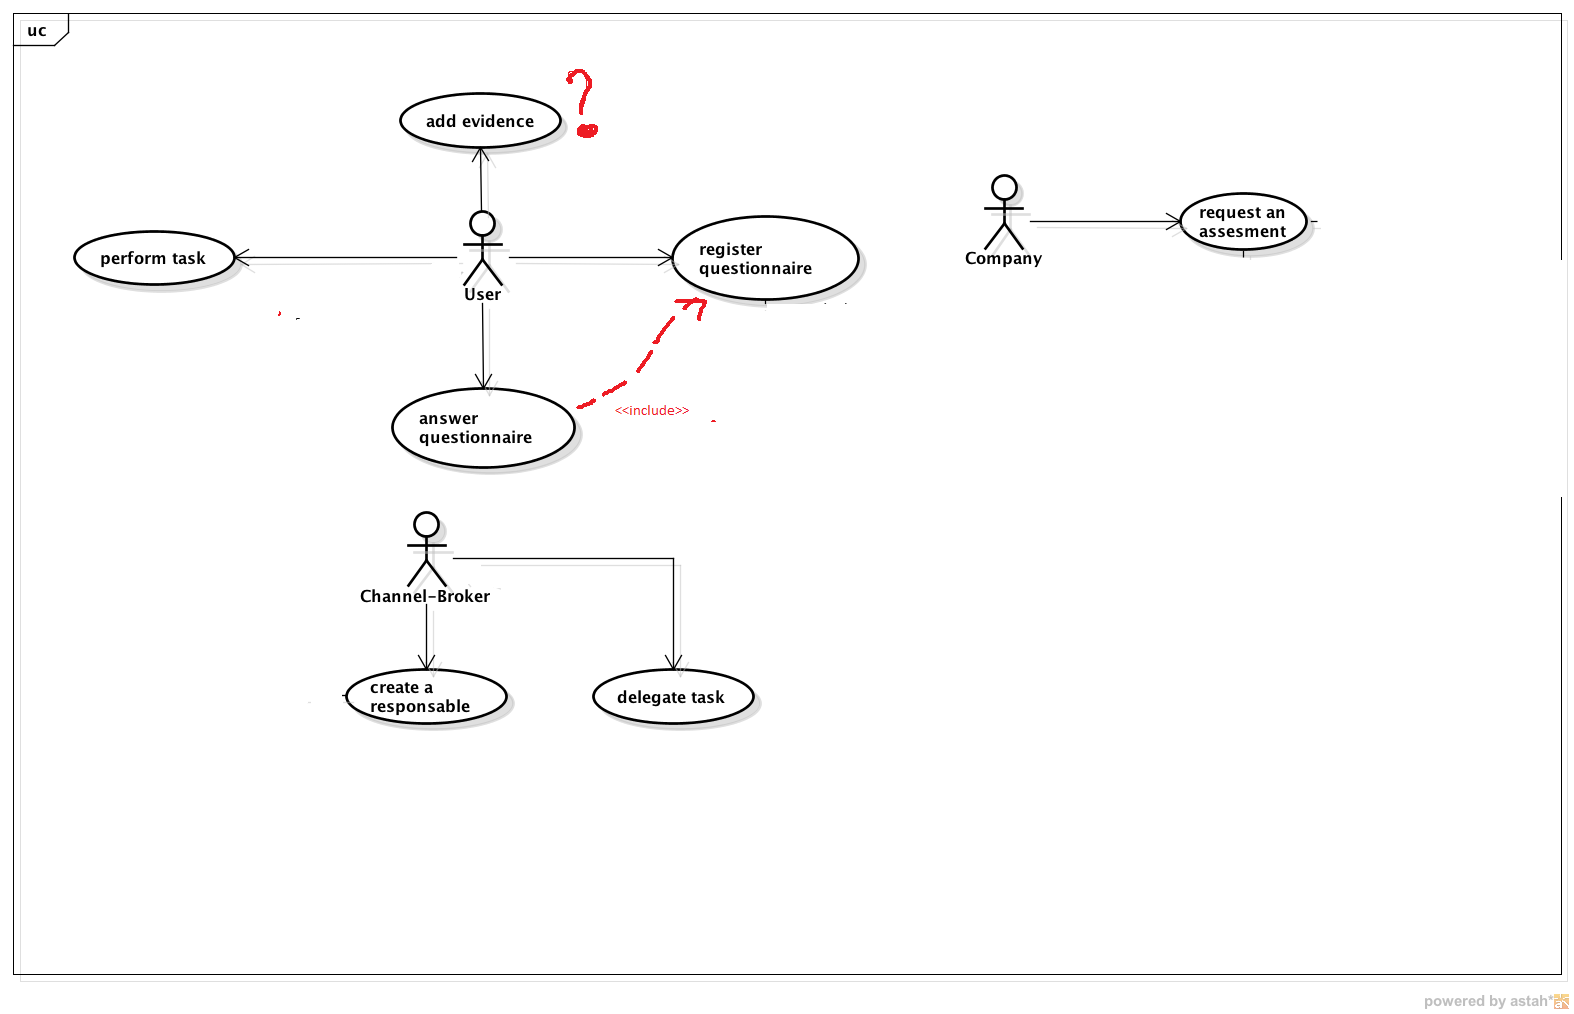 uc
add evidence
?
perform task
User
register
questionnaire
Company
request an
assesment
answer
questionnaire
<<include>>
Channel-Broker
create a
responsable
delegate task
powered by astah*